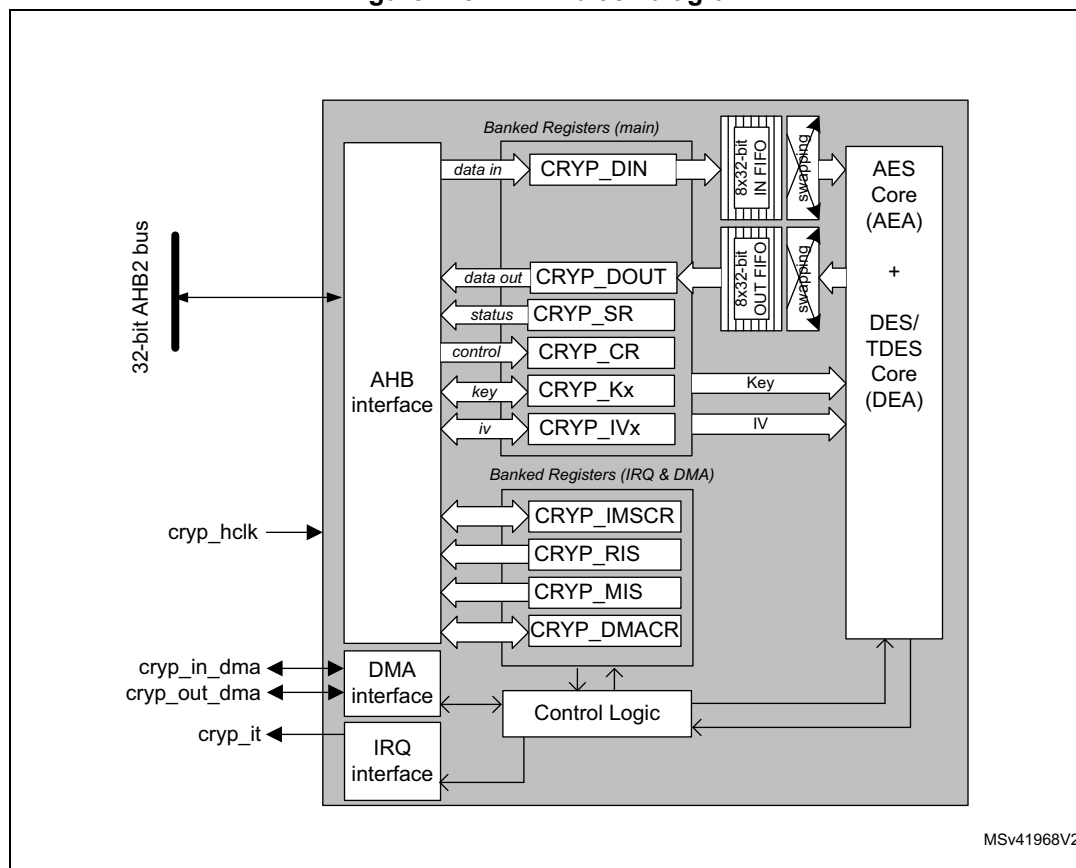 Banked Registers (main)
data in
CRYP_DIN
8x32-bit
IN FIFO
swapping
AES
Core
(AEA)
+
DES/
TDES
Core
(DEA)
32-bit AHB2 bus
data out
CRYP_DOUT
8x32-bit
OUT FIFO
swapping
status
CRYP_SR
control
CRYP_CR
AHB
interface
key
CRYP_Kx
Key
iv
CRYP_IVx
IV
Banked Registers (IRQ & DMA)
CRYP_IMSCR
cryp_hclk
CRYP_RIS
CRYP_MIS
CRYP_DMACR
cryp_in_dma
cryp_out_dma
DMA
interface
Control Logic
cryp_it
IRQ
interface
MSv41968V2